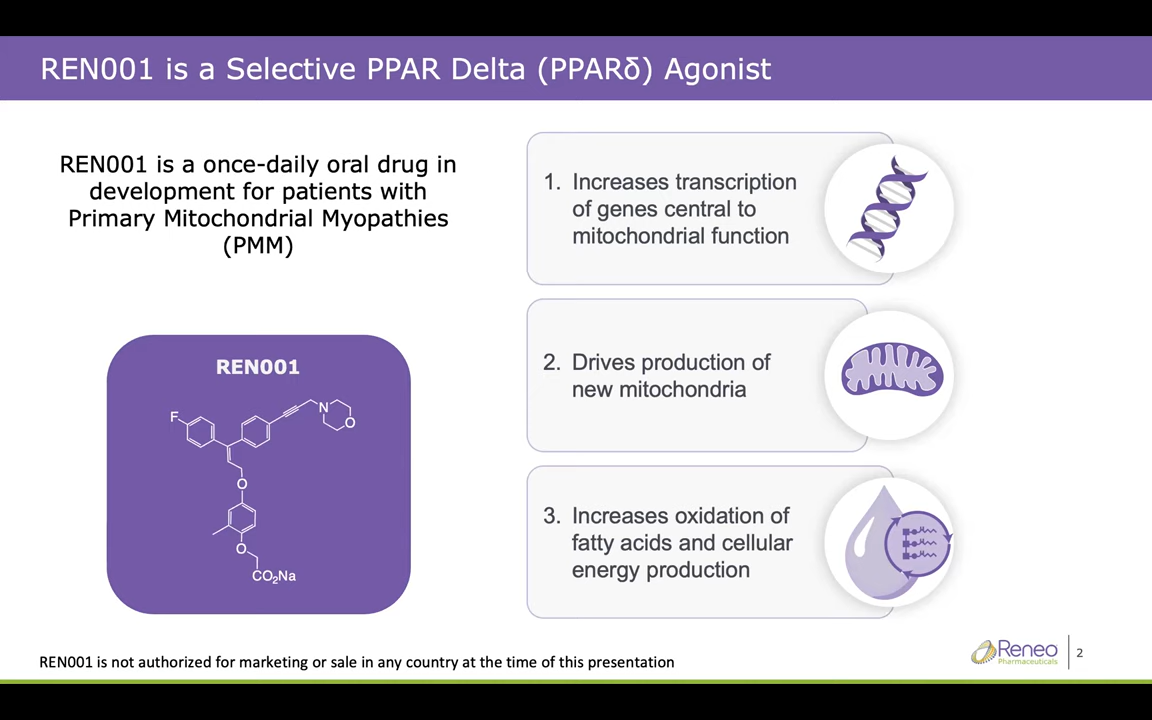 REN001 is a Selective PPAR Delta (PPARδ) Agonist
REN001 is a once-daily oral drug in
development for patients with
Primary Mitochondrial Myopathies
(PMM)
REN001
F
N
O
O
O
CO₂Na
1. Increases transcription
of genes central to
mitochondrial function
2. Drives production of
new mitochondria
3. Increases oxidation of
fatty acids and cellular
energy production
REN001 is not authorized for marketing or sale in any country at the time of this presentation
Reneo
Pharmaceuticals
2